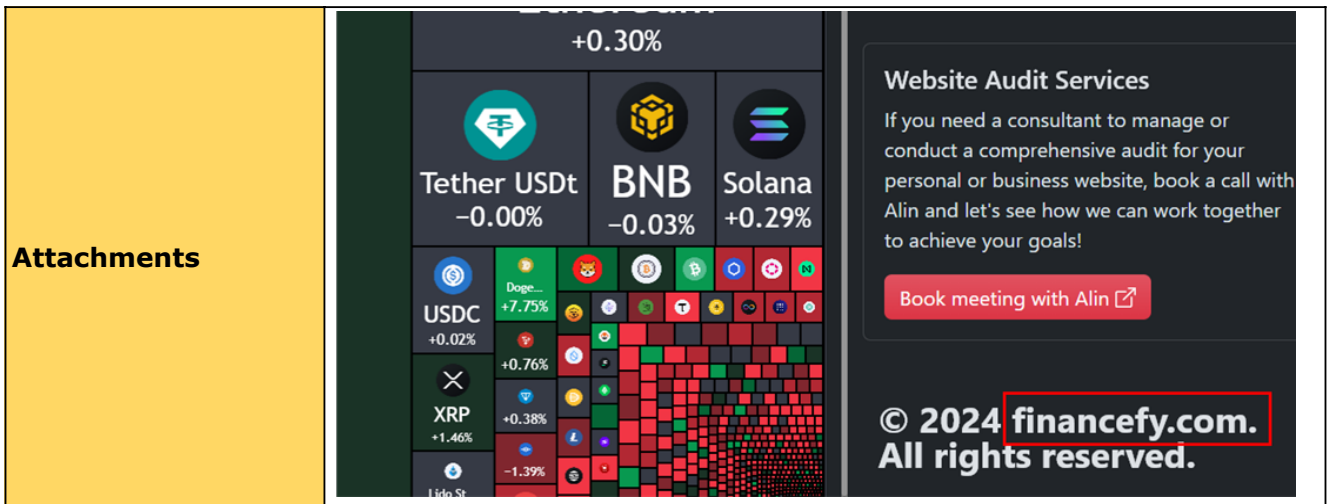 Attachments
+0.30%
Tether USDt
−0.00%
BNB
−0.03%
Solana
+0.29%
USDC
+0.02%
Doge...
+7.75%
+0.76%
XRP
+1.46%
+0.38%
−1.39%
Lido St
Website Audit Services
If you need a consultant to manage or
conduct a comprehensive audit for your
personal or business website, book a call with
Alin and let's see how we can work together
to achieve your goals!
Book meeting with Alin
© 2024 financefy.com.
All rights reserved.